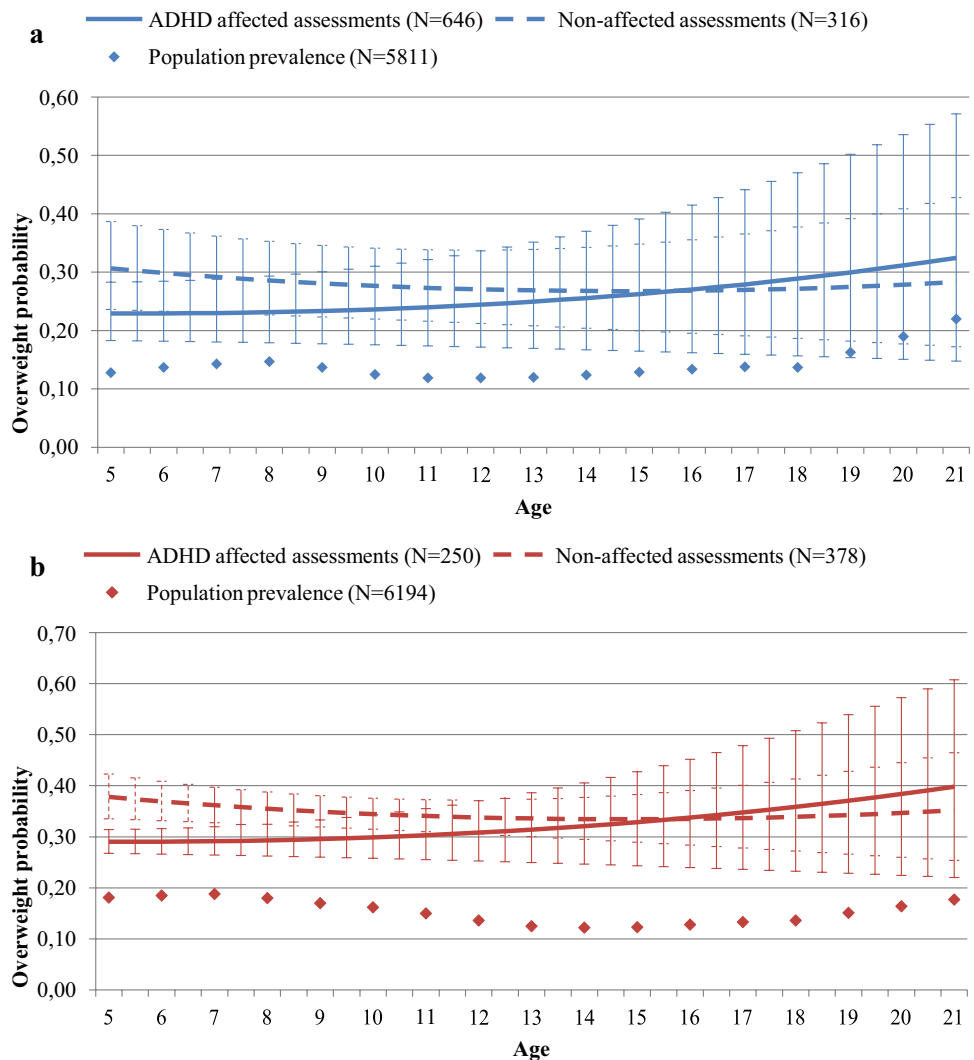 a
ADHD affected assessments (N=646) Non-affected assessments (N=316)
Population prevalence (N=5811)
Overweight probability
0,60
0,50
0,40
0,30
0,20
0,10
0,00
5 6 7 8 9 10 11 12 13 14 15 16 17 18 19 20 21
Age
b
ADHD affected assessments (N=250) Non-affected assessments (N=378)
Population prevalence (N=6194)
Overweight probability
0,70
0,60
0,50
0,40
0,30
0,20
0,10
0,00
5 6 7 8 9 10 11 12 13 14 15 16 17 18 19 20 21
Age